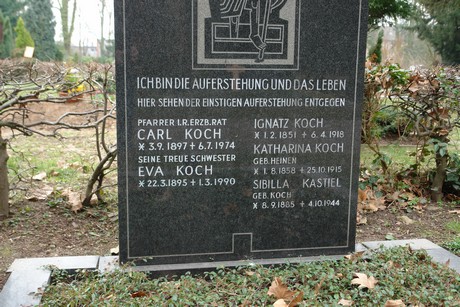 ICH BIN DIE AUFERSTEHUNG UND DAS LEBEN
HIER SEHEN DER EINSTIGEN AUFERSTEHUNG ENTGEGEN
PFARRER I.R. ERZB. RAT
CARL KOCH
* 3.9.1897 + 6.7.1974
SEINE TREUE SCHWESTER
EVA KOCH
* 22.3.1895 + 1.3.1990
IGNATZ KOCH
* 1.2.1851 + 6.4.1918
KATHARINA KOCH
GEB. HEINEN
* 1.8.1858 + 25.10.1915
SIBILLA KASTIEL
GEB. KOCH
* 8.9.1885 + 4.10.1944